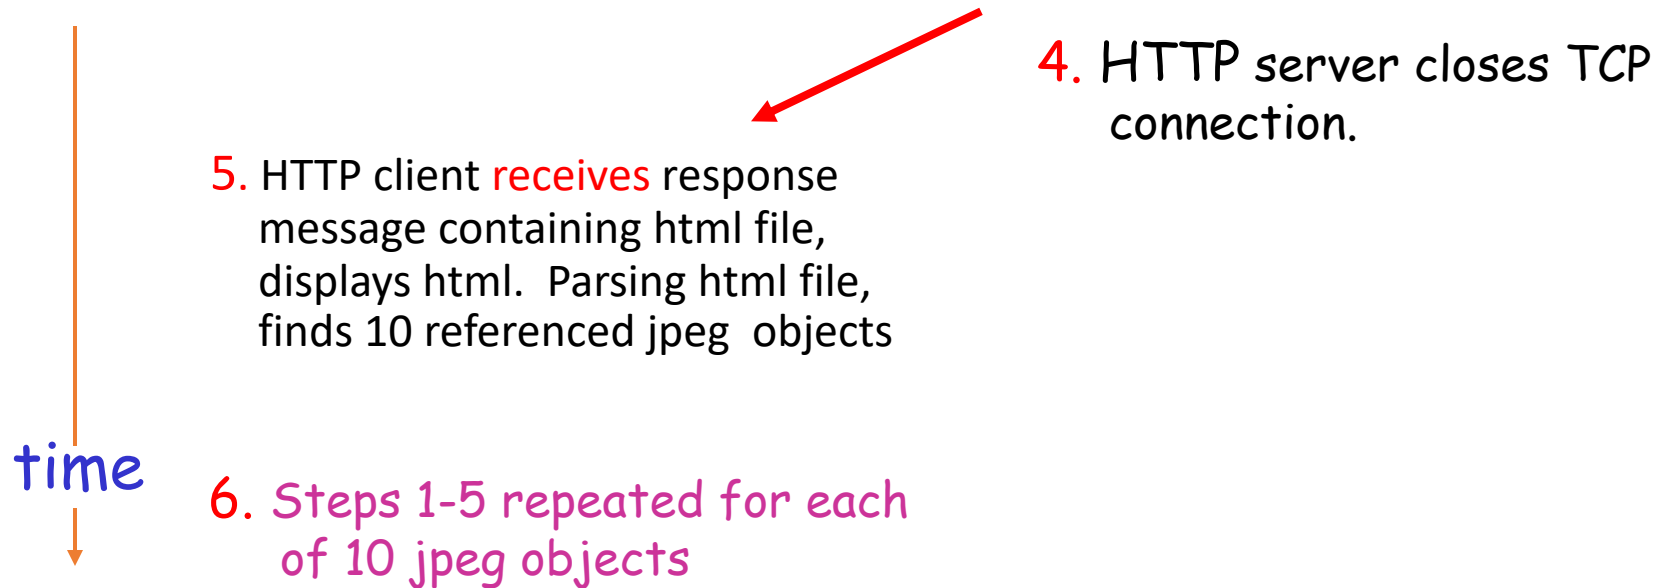 4. HTTP server closes TCP
connection.
5. HTTP client receives response
message containing html file,
displays html.  Parsing html file,
finds 10 referenced jpeg  objects
time
6. Steps 1-5 repeated for each
of 10 jpeg objects